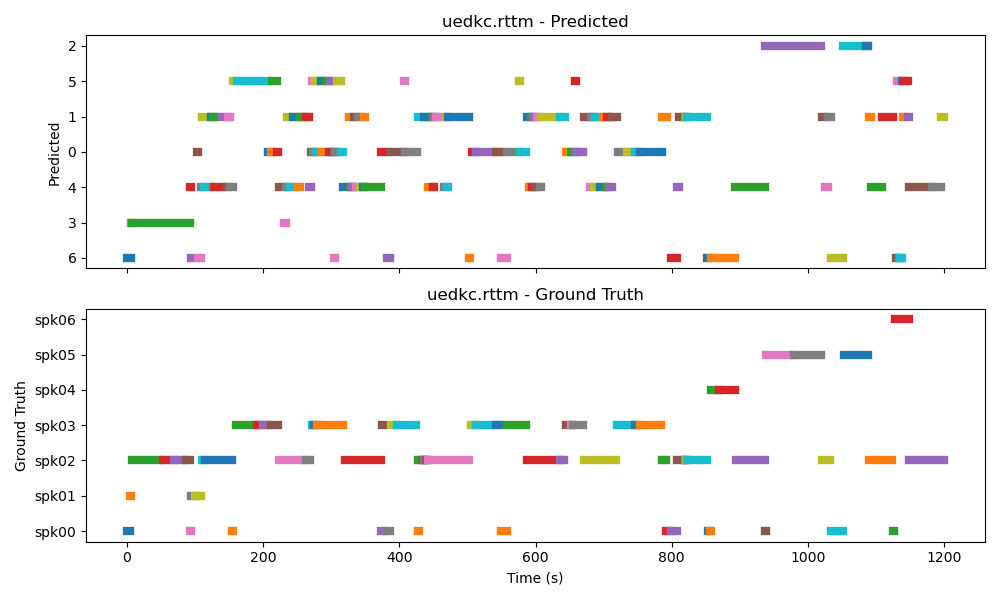 uedkc.rttm - Predicted
Predicted
2
5
1
0
4
3
6
uedkc.rttm - Ground Truth
Ground Truth
spk06
spk05
spk04
spk03
spk02
spk01
spk00
0 200 400 600 800 1000 1200
Time (s)